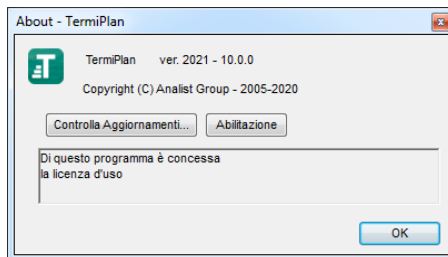 About - TermiPlan
TermiPlan ver. 2021 - 10.0.0
Copyright (C) Analist Group - 2005-2020
Controlla Aggiornamenti... Abilitazione
Di questo programma è concessa
la licenza d'uso
OK